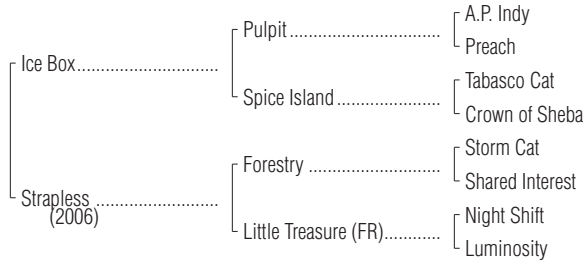 A.P. Indy
Pulpit....................................
Preach
Ice Box.................................
Tabasco Cat
Spice Island.........................
Crown of Sheba
Storm Cat
Forestry ................................
Shared Interest
Strapless .............................
(2006)
Night Shift
Little Treasure (FR).............
Luminosity